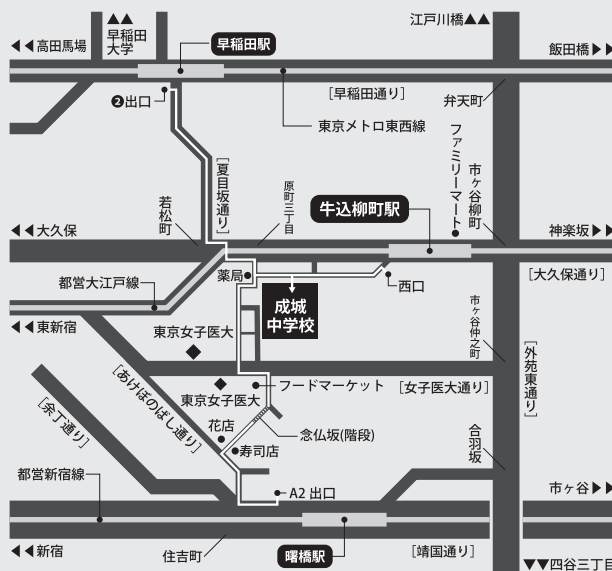 江戸川橋▲▲
▲▲
早稲田
大学
◀◀高田馬場
早稲田駅
飯田橋▶▶
[早稲田通り]
弁天町
❷出口
東京メトロ東西線
ファミリーマート
市ヶ谷柳町
[夏目坂通り]
原町三丁目
若松町
牛込柳町駅
◀◀大久保
神楽坂▶▶
薬局
西口
[大久保通り]
都営大江戸線
成城
中学校
市ヶ谷仲之町
◀◀東新宿
東京女子医大
[外苑東通り]
[あけぼのばし通り]
フードマーケット
[女子医大通り]
東京女子医大
[余丁通り]
花店
念仏坂(階段)
合羽坂
寿司店
都営新宿線
A2 出口
市ヶ谷▶▶
◀◀新宿
住吉町
曙橋駅
[靖国通り]
▼▼四谷三丁目